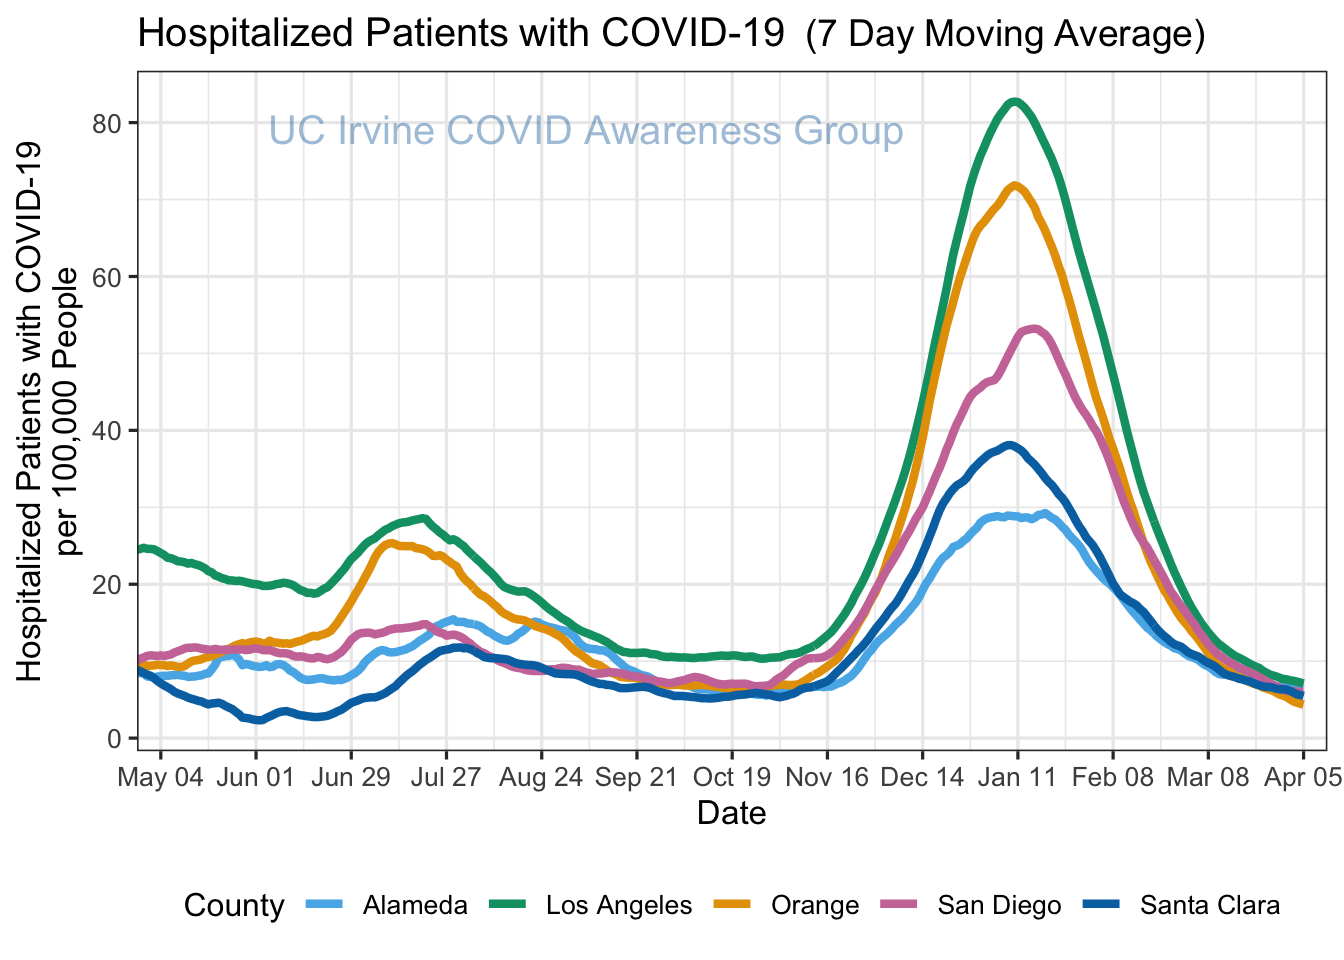 Hospitalized Patients with COVID-19 (7 Day Moving Average)
UC Irvine COVID Awareness Group
Hospitalized Patients with COVID-19
per 100,000 People
80
60
40
20
0
May 04 Jun 01 Jun 29 Jul 27 Aug 24 Sep 21 Oct 19 Nov 16 Dec 14 Jan 11 Feb 08 Mar 08 Apr 05
Date
County Alameda Los Angeles Orange San Diego Santa Clara